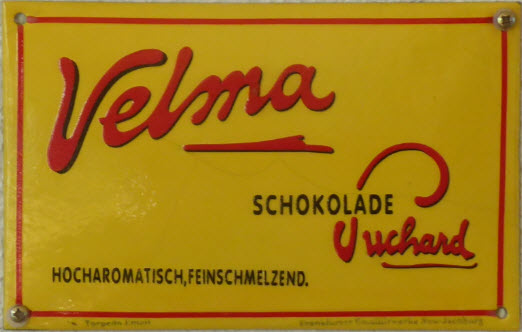 Velma
SCHOKOLADE
Suchard
HOCHAROMATISCH, FEINSCHMELZEND.